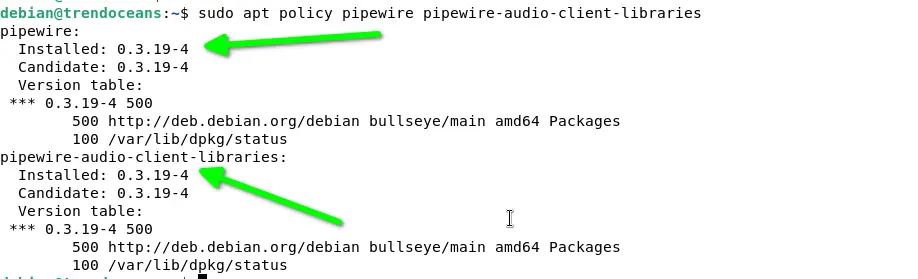 debian@trendoceans:~$ sudo apt policy pipewire pipewire-audio-client-libraries
pipewire:
  Installed: 0.3.19-4
  Candidate: 0.3.19-4
  Version table:
 *** 0.3.19-4 500
        500 http://deb.debian.org/debian bullseye/main amd64 Packages
        100 /var/lib/dpkg/status
pipewire-audio-client-libraries:
  Installed: 0.3.19-4
  Candidate: 0.3.19-4
  Version table:
 *** 0.3.19-4 500
        500 http://deb.debian.org/debian bullseye/main amd64 Packages
        100 /var/lib/dpkg/status